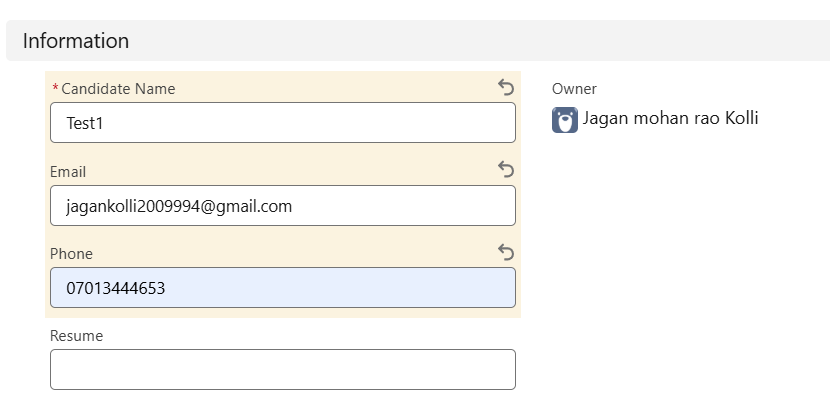 Information
* Candidate Name
Test1
Email
jagankolli2009994@gmail.com
Phone
07013444653
Resume
Owner
Jagan mohan rao Kolli